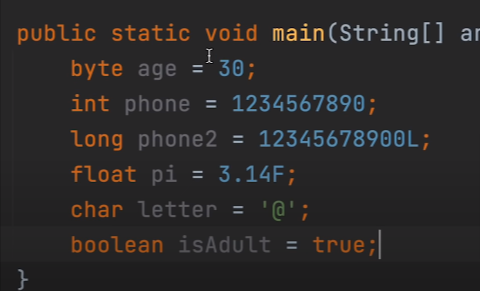 public static void main(String[]
byte age = 30;
int phone = 1234567890;
long phone2 = 12345678900L;
float pi = 3.14F;
char letter = '@';
boolean isAdult = true;
}